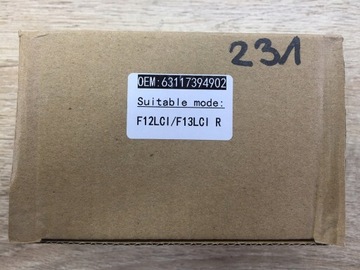 231
OEM:63117394902
Suitable mode:
F12LCI/F13LCI R